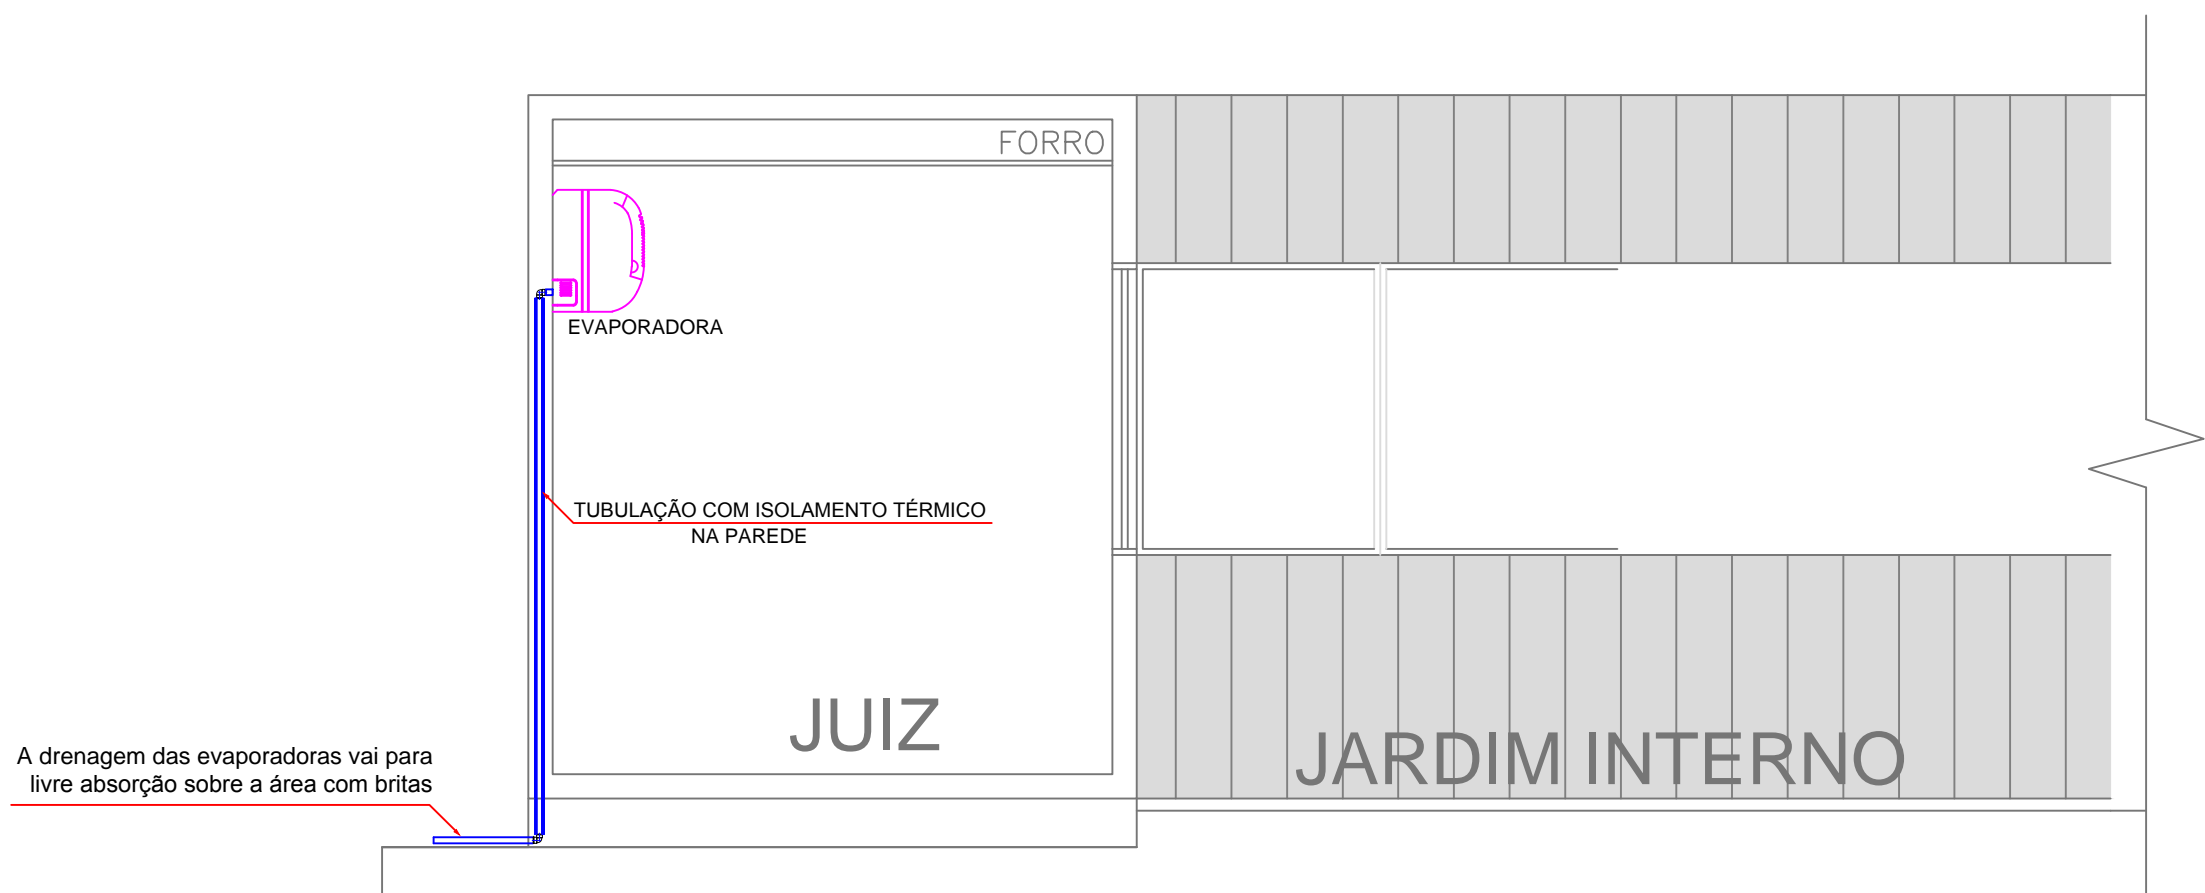 FORRO
EVAPORADORA
TUBULAÇÃO COM ISOLAMENTO TÉRMICO
NA PAREDE
JUIZ
JARDIM INTERNO
A drenagem das evaporadoras vai para
livre absorção sobre a área com britas